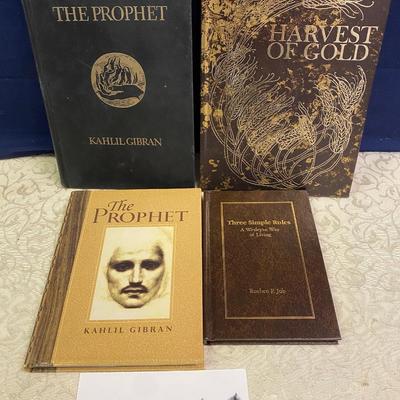 THE PROPHET
KAHLIL GIBRAN
HARVEST
OF GOLD
The
PROPHET
KAHLIL GIBRAN
Three Simple Rules
A Wesleyan Way
of Living
Rueben P. Job